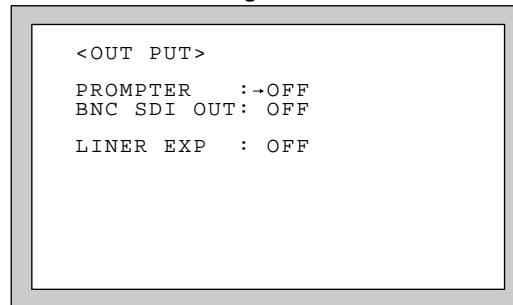 <OUT PUT>
PROMPTER :→OFF
BNC SDI OUT: OFF
LINER EXP : OFF